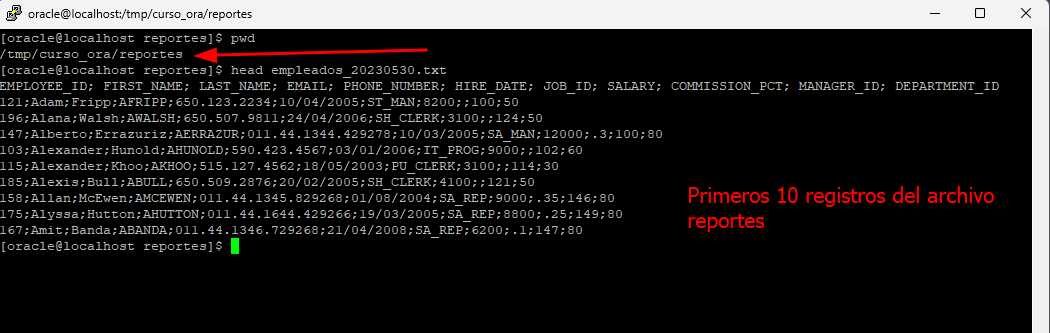 oracle@localhost:/tmp/curso_ora/reportes
[oracle@localhost reportes]$ pwd
/tmp/curso_ora/reportes
[oracle@localhost reportes]$ head empleados_20230530.txt
EMPLOYEE_ID; FIRST_NAME; LAST_NAME; EMAIL; PHONE_NUMBER; HIRE_DATE; JOB_ID; SALARY; COMMISSION_PCT; MANAGER_ID; DEPARTMENT_ID
121;Adam;Fripp;AFRIPP;650.123.2234;10/04/2005;ST_MAN;8200;;100;50
196;Alana;Walsh;AWALSH;650.507.9811;24/04/2006;SH_CLERK;3100;;124;50
147;Alberto;Errazuriz;AERRAZUR;011.44.1344.429278;10/03/2005;SA_MAN;12000;.3;100;80
103;Alexander;Hunold;AHUNOLD;590.423.4567;03/01/2006;IT_PROG;9000;;102;60
115;Alexander;Khoo;AKHOO;515.127.4562;18/05/2003;PU_CLERK;3100;;114;30
185;Alexis;Bull;ABULL;650.509.2876;20/02/2005;SH_CLERK;4100;;121;50
158;Allan;McEwen;AMCEWEN;011.44.1345.829268;01/08/2004;SA_REP;9000;.35;146;80
175;Alyssa;Hutton;AHUTTON;011.44.1644.429266;19/03/2005;SA_REP;8800;.25;149;80
167;Amit;Banda;ABANDA;011.44.1346.729268;21/04/2008;SA_REP;6200;.1;147;80
[oracle@localhost reportes]$
Primeros 10 registros del archivo
reportes